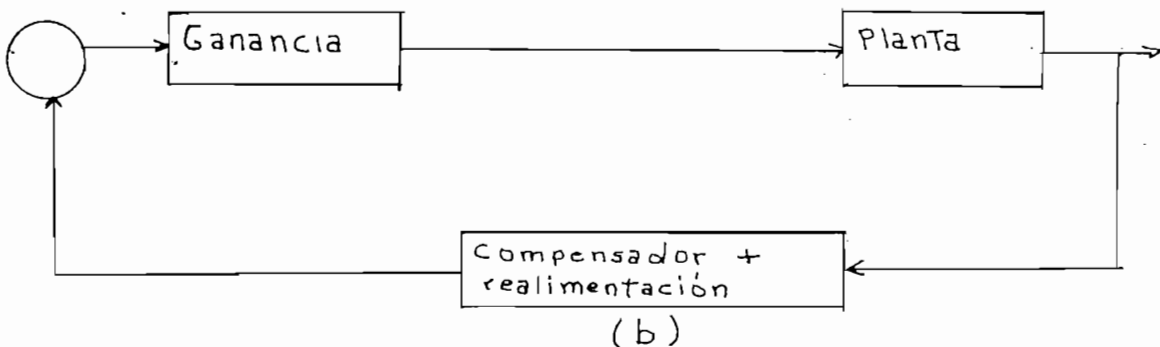 Ganancia
Planta
compensador +
realimentación
(b)